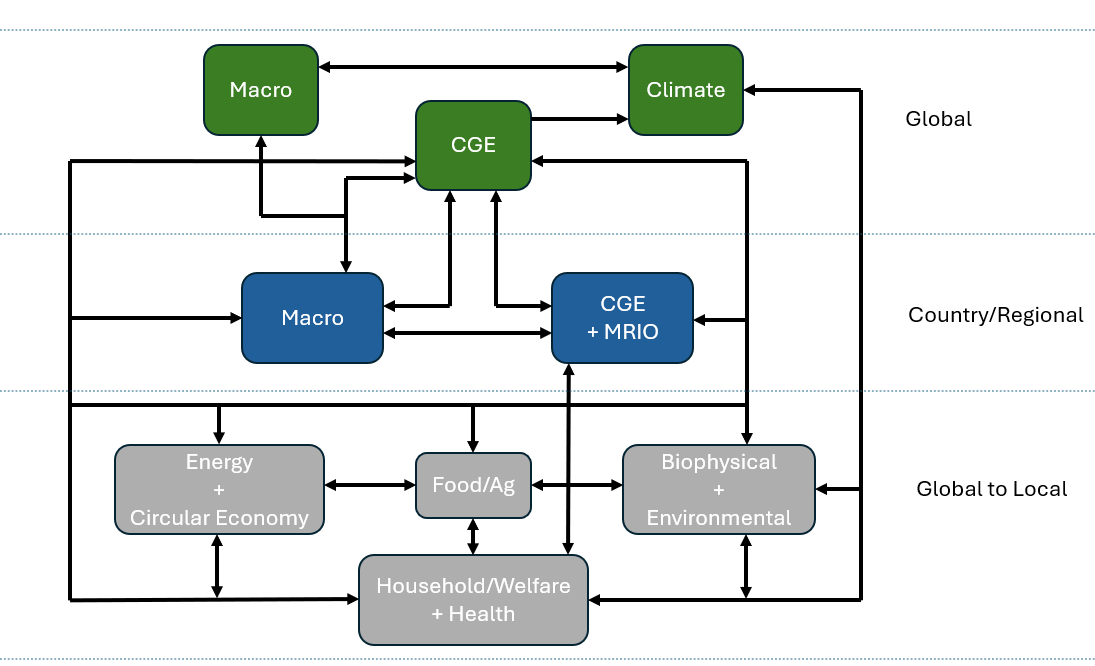 Macro
Climate
CGE
Global
Macro
CGE
+ MRIO
Country/Regional
Energy
+
Circular Economy
Food/Ag
Biophysical
+
Environmental
Global to Local
Household/Welfare
+ Health